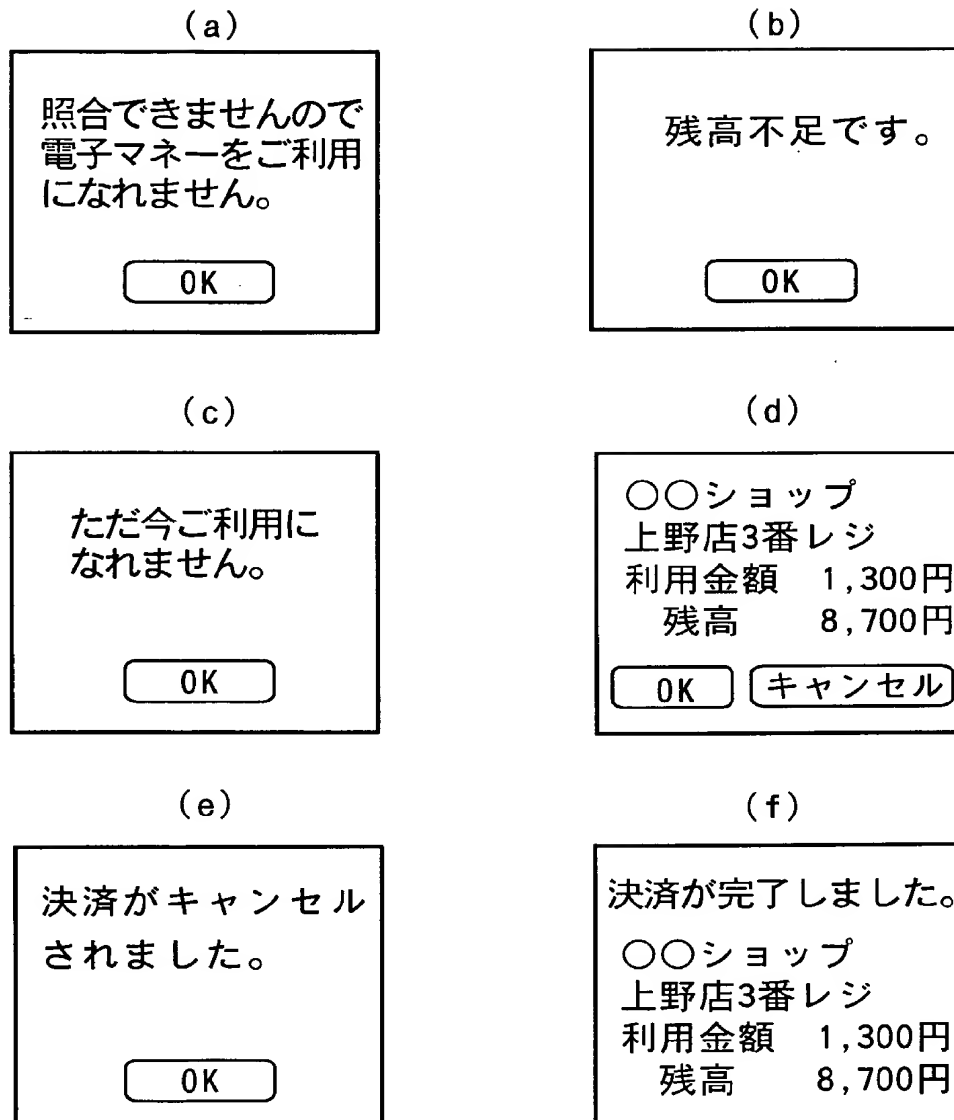 (a)
照合できませんので
電子マネーをご利用
になれません。
OK
(b)
残高不足です。
OK
(c)
ただ今ご利用に
なれません。
OK
(d)
○○ショップ
上野店3番レジ
利用金額 1,300円
残高 8,700円
OK キャンセル
(e)
決済がキャンセル
されました。
OK
(f)
決済が完了しました。
○○ショップ
上野店3番レジ
利用金額 1,300円
残高 8,700円